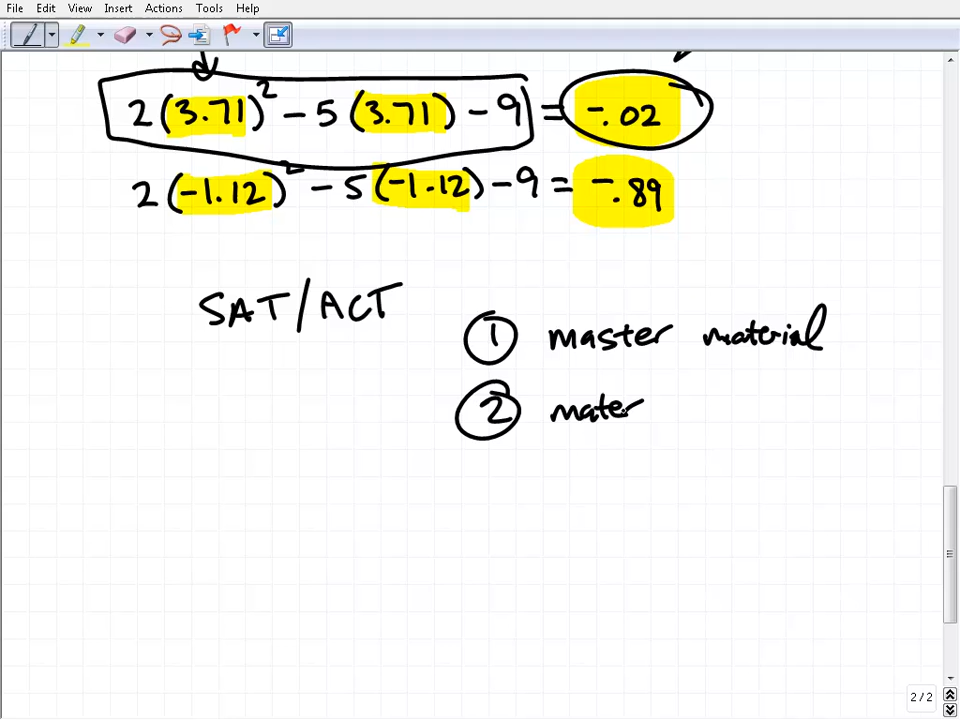 File Edit View Insert Actions Tools Help
2(3.71)² - 5(3.71) - 9 = -.02
2(-1.12)² - 5(-1.12) - 9 = -.89
SAT/ACT
① master material
② mater
2/2